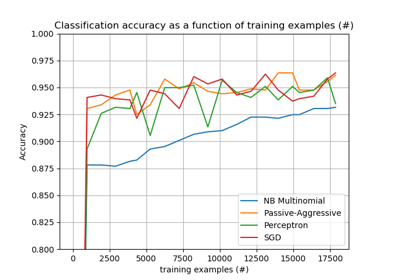 Classification accuracy as a function of training examples (#)
1.000
0.975
0.950
0.925
0.900
0.875
0.850
0.825
0.800
Accuracy
NB Multinomial
Passive-Aggressive
Perceptron
SGD
0 2500 5000 7500 10000 12500 15000 17500
training examples (#)